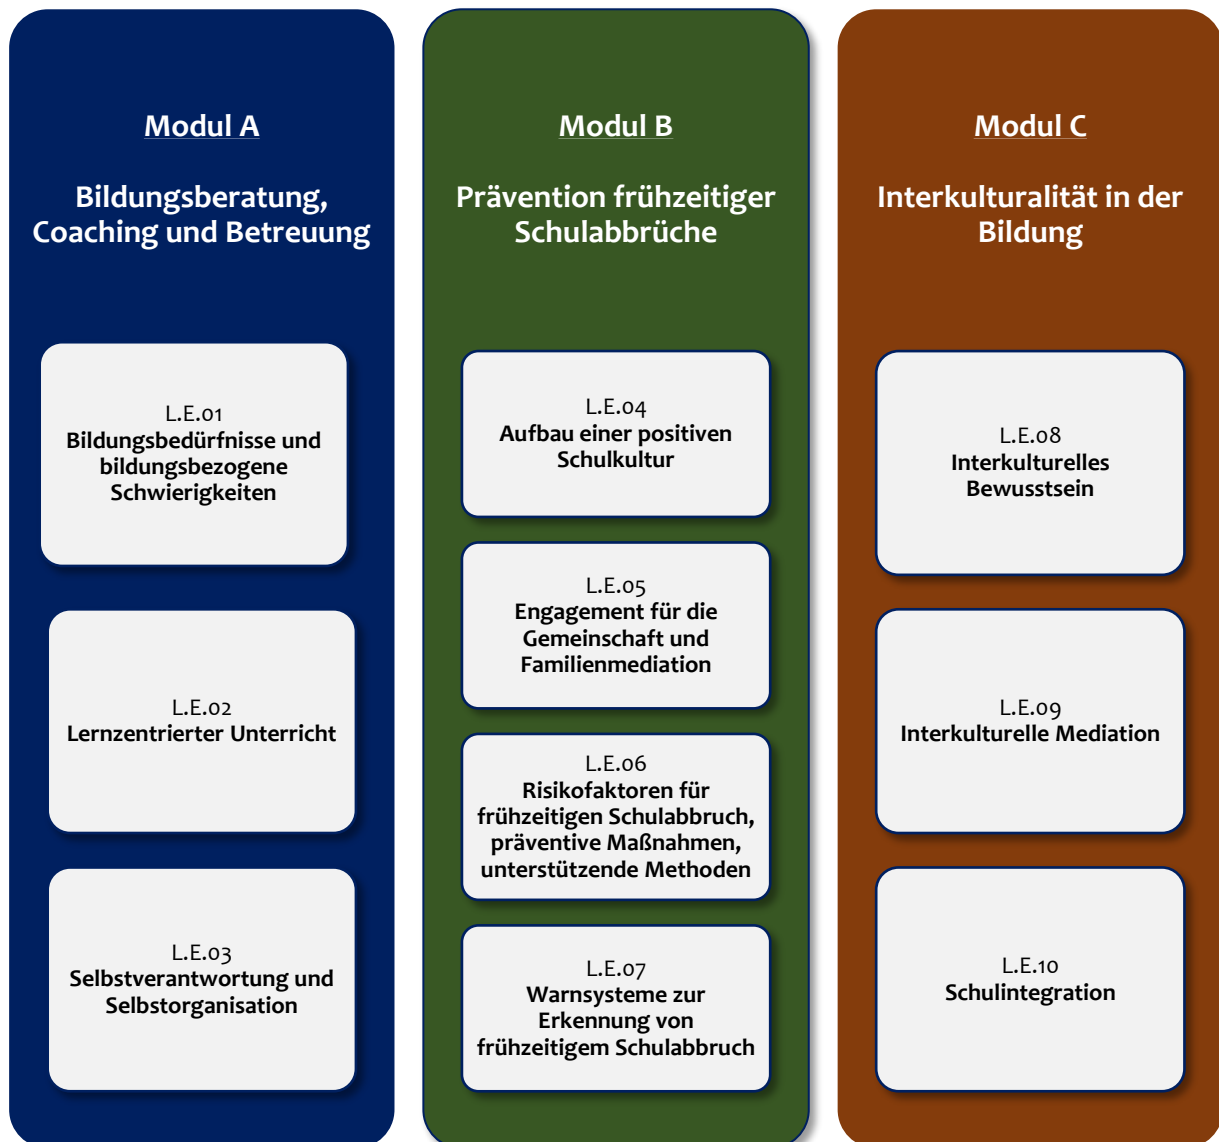 Modul A
Bildungsberatung,
Coaching und Betreuung
L.E.01
Bildungsbedürfnisse und
bildungsbezogene
Schwierigkeiten
L.E.02
Lernzentrierter Unterricht
L.E.03
Selbstverantwortung und
Selbstorganisation
Modul B
Prävention frühzeitiger
Schulabbrüche
L.E.04
Aufbau einer positiven
Schulkultur
L.E.05
Engagement für die
Gemeinschaft und
Familienmediation
L.E.06
Risikofaktoren für
frühzeitigen Schulabbruch,
präventive Maßnahmen,
unterstützende Methoden
L.E.07
Warnsysteme zur
Erkennung von
frühzeitigem Schulabbruch
Modul C
Interkulturalität in der
Bildung
L.E.08
Interkulturelles
Bewusstsein
L.E.09
Interkulturelle Mediation
L.E.10
Schulintegration